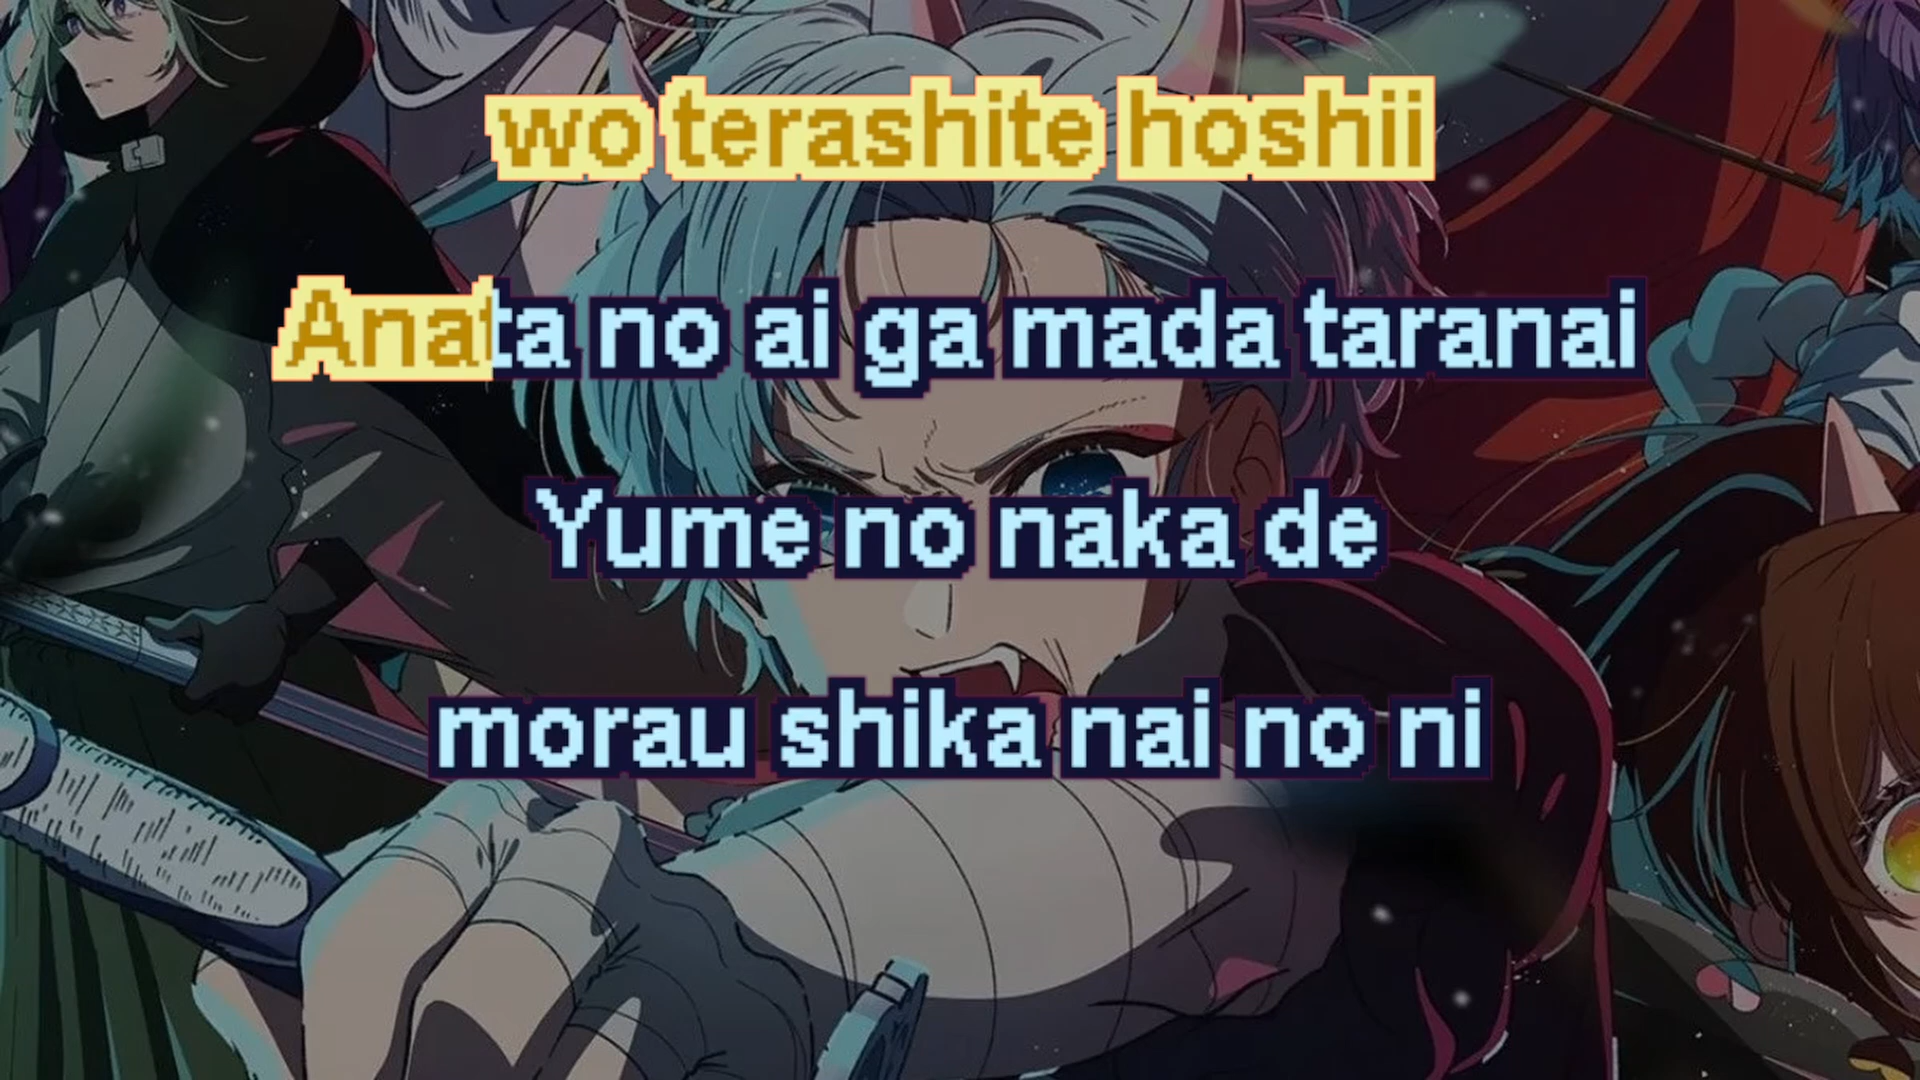 wo terashite hoshii
Anata no ai ga mada taranai
Yume no naka de
morau shika nai no ni